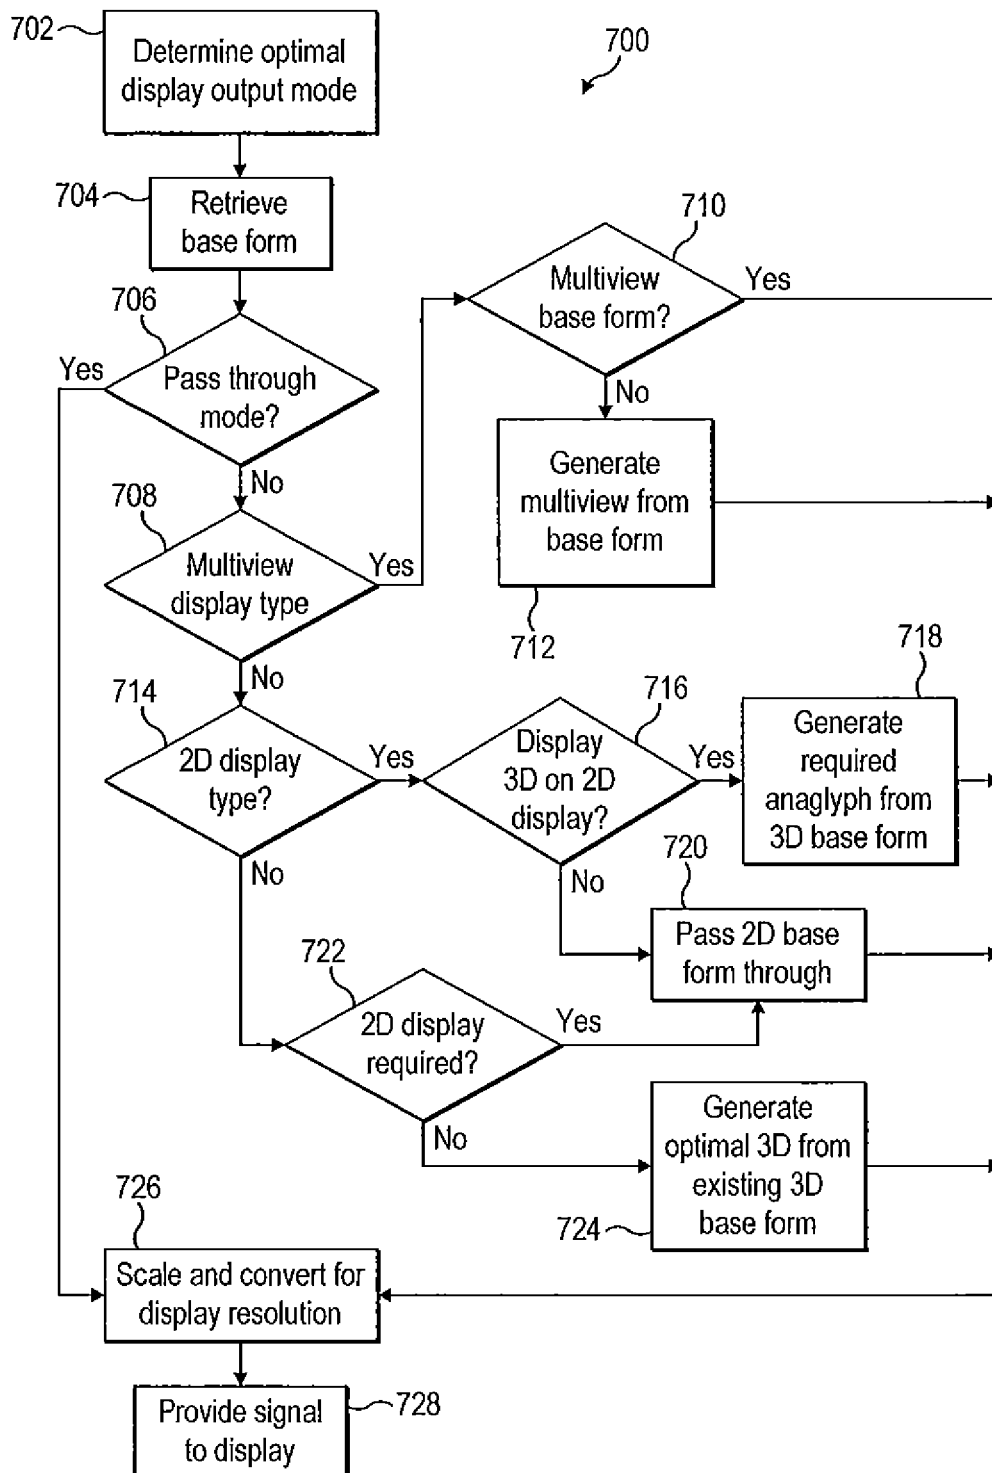 702
Determine optimal
display output mode
700
704
Retrieve
base form
710
706
Multiview
base form?
Yes
Yes
Pass through
mode?
No
No
708
Generate
multiview from
base form
Multiview
display type
Yes
712
718
No
714
716
Generate
required
anaglyph from
3D base form
2D display
type?
Yes
Display
3D on 2D
display?
Yes
720
No
No
Pass 2D base
form through
722
2D display
required?
Yes
Generate
optimal 3D from
existing 3D
base form
No
726
724
Scale and convert for
display resolution
Provide signal
to display
728